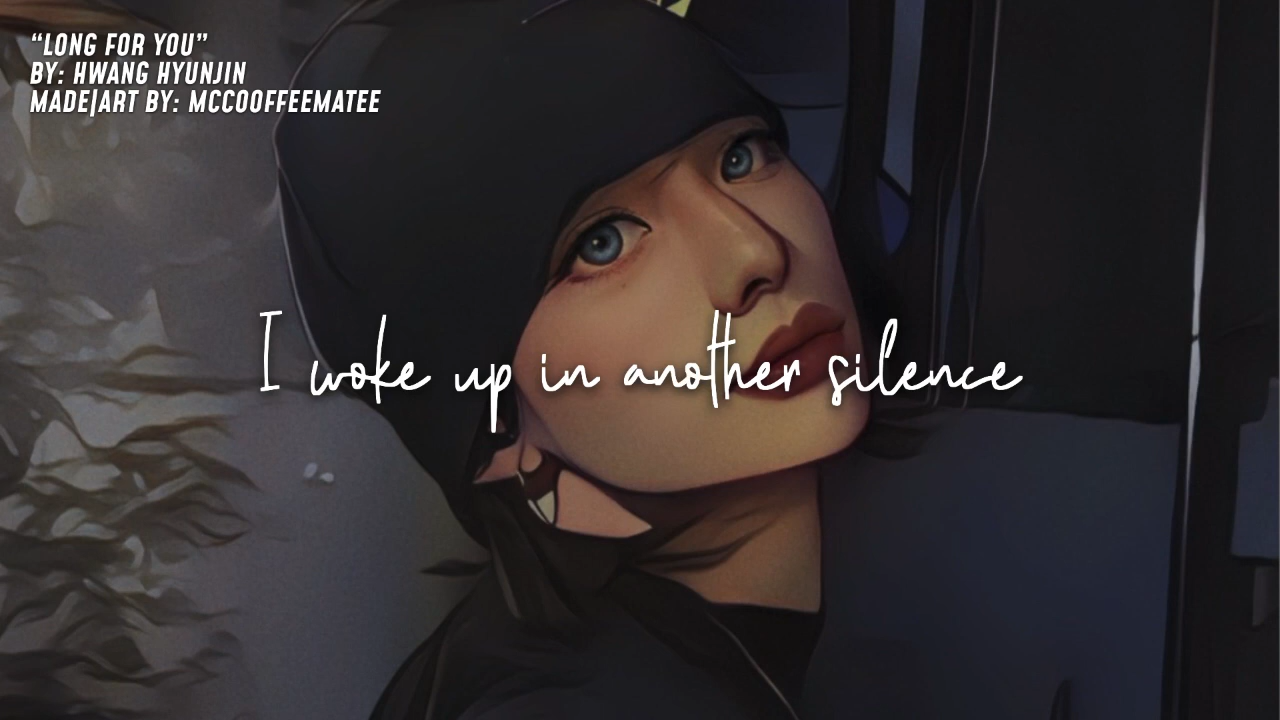 “LONG FOR YOU”
BY: HWANG HYUNJIN
MADE|ART BY: MCCOOFFEEMATEE
I woke up in another silence